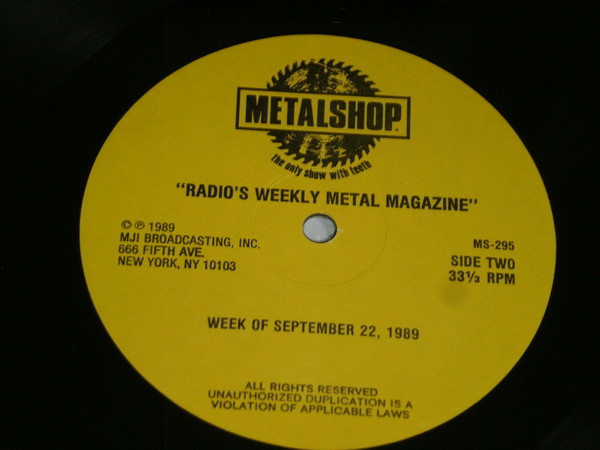 METALSHOP
the only show with teeth
"RADIO'S WEEKLY METAL MAGAZINE"
© ℗ 1989
MJI BROADCASTING, INC.
666 FIFTH AVE.
NEW YORK, NY 10103
MS-295
SIDE TWO
33⅓ RPM
WEEK OF SEPTEMBER 22, 1989
ALL RIGHTS RESERVED
UNAUTHORIZED DUPLICATION IS A
VIOLATION OF APPLICABLE LAWS